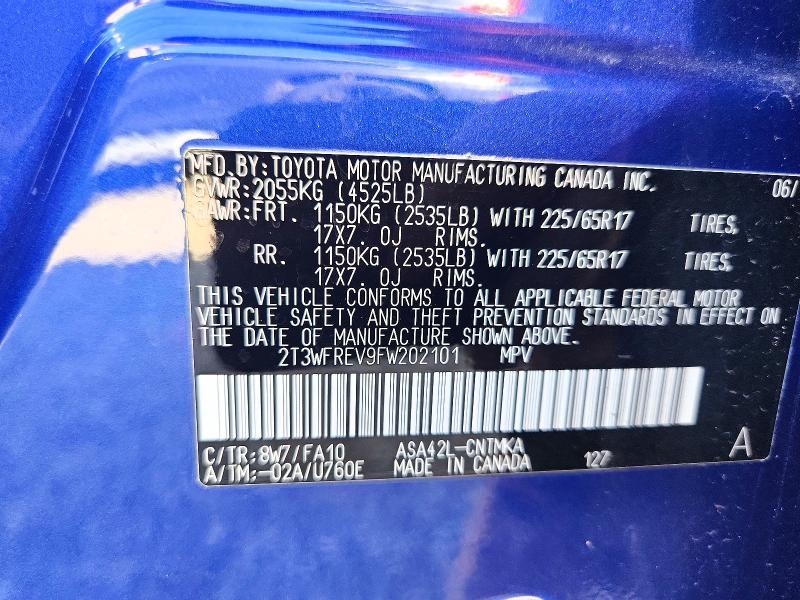 MFD.BY:TOYOTA MOTOR MANUFACTURING CANADA INC. 06/
GVWR:2055KG (4525LB)
GAWR:FRT. 1150KG (2535LB) WITH 225/65R17 TIRES,
17X7. 0J RIMS.
RR. 1150KG (2535LB) WITH 225/65R17 TIRES,
17X7. 0J RIMS.
THIS VEHICLE CONFORMS TO ALL APPLICABLE FEDERAL MOTOR
VEHICLE SAFETY AND THEFT PREVENTION STANDARDS IN EFFECT ON
THE DATE OF MANUFACTURE SHOWN ABOVE.
2T3WFREV9FW202101 MPV
C/TR:8W7/FA10 ASA42L-CNTMKA
A/TM:-02A/U760E MADE IN CANADA 127 A